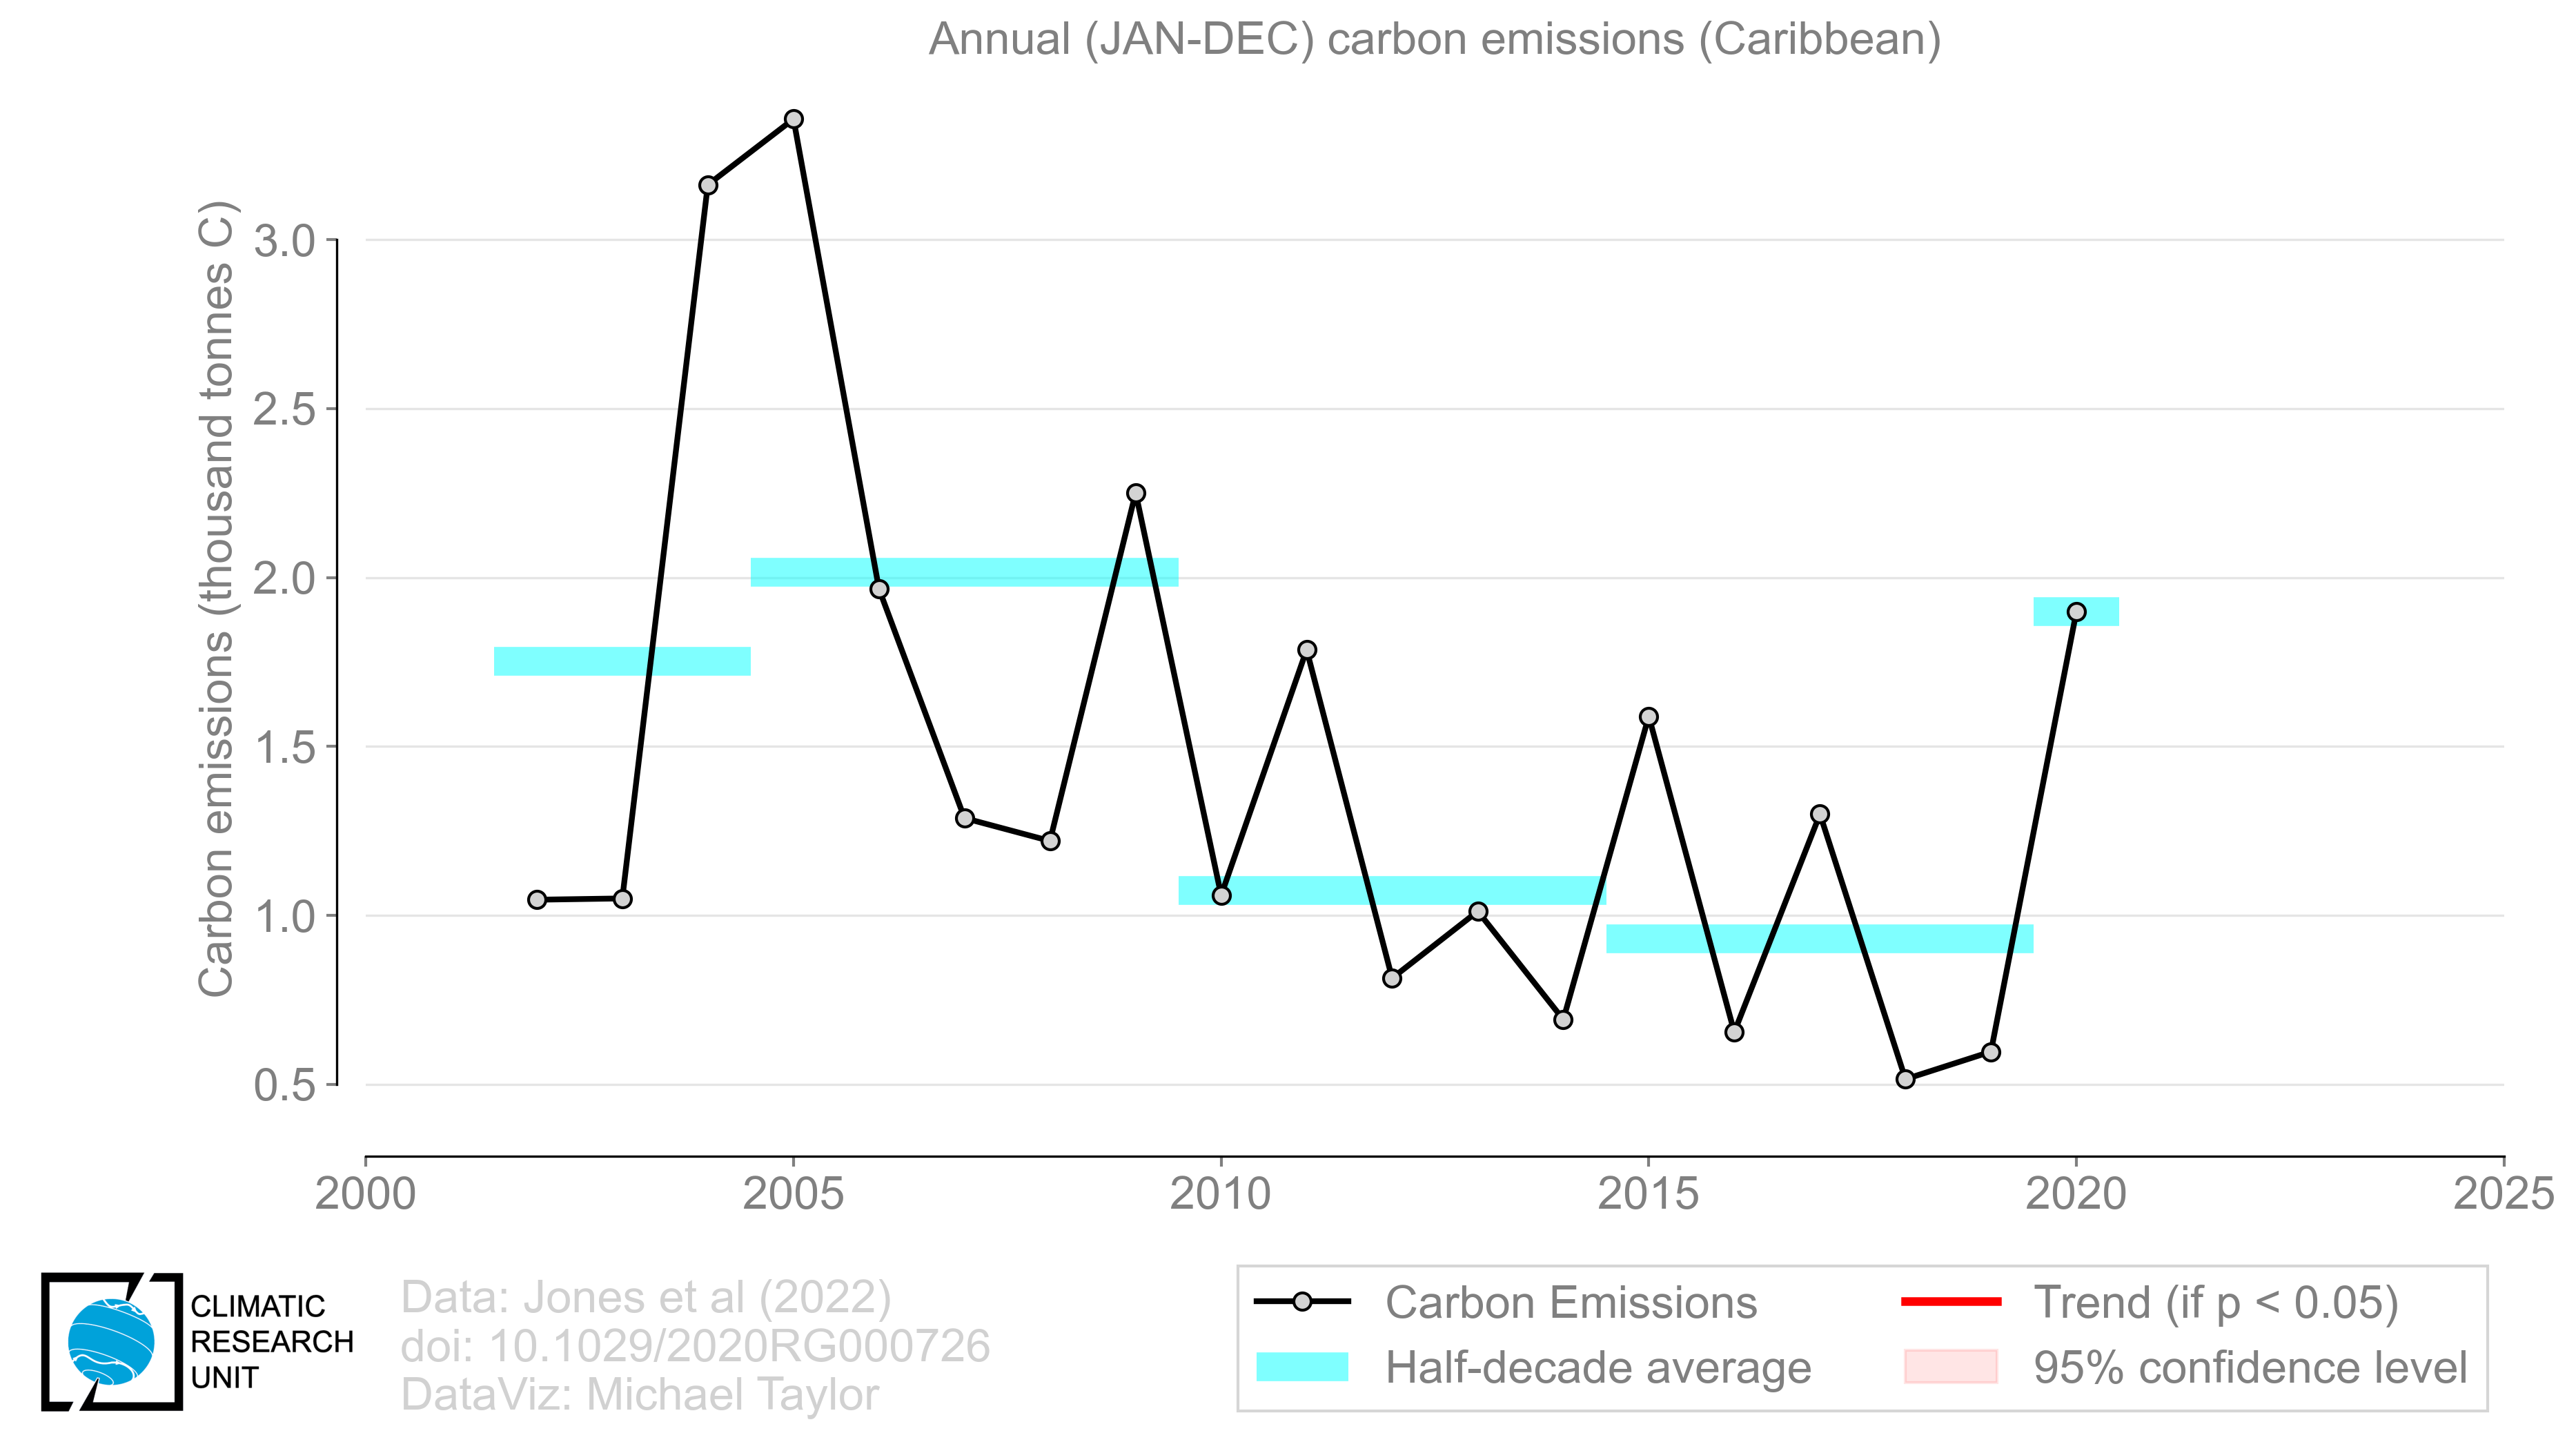 Annual (JAN-DEC) carbon emissions (Caribbean)
Carbon emissions (thousand tonnes C)
3.0
2.5
2.0
1.5
1.0
0.5
2000 2005 2010 2015 2020 2025
CLIMATIC
RESEARCH
UNIT
Data: Jones et al (2022)
doi: 10.1029/2020RG000726
DataViz: Michael Taylor
Carbon Emissions
Half-decade average
Trend (if p < 0.05)
95% confidence level